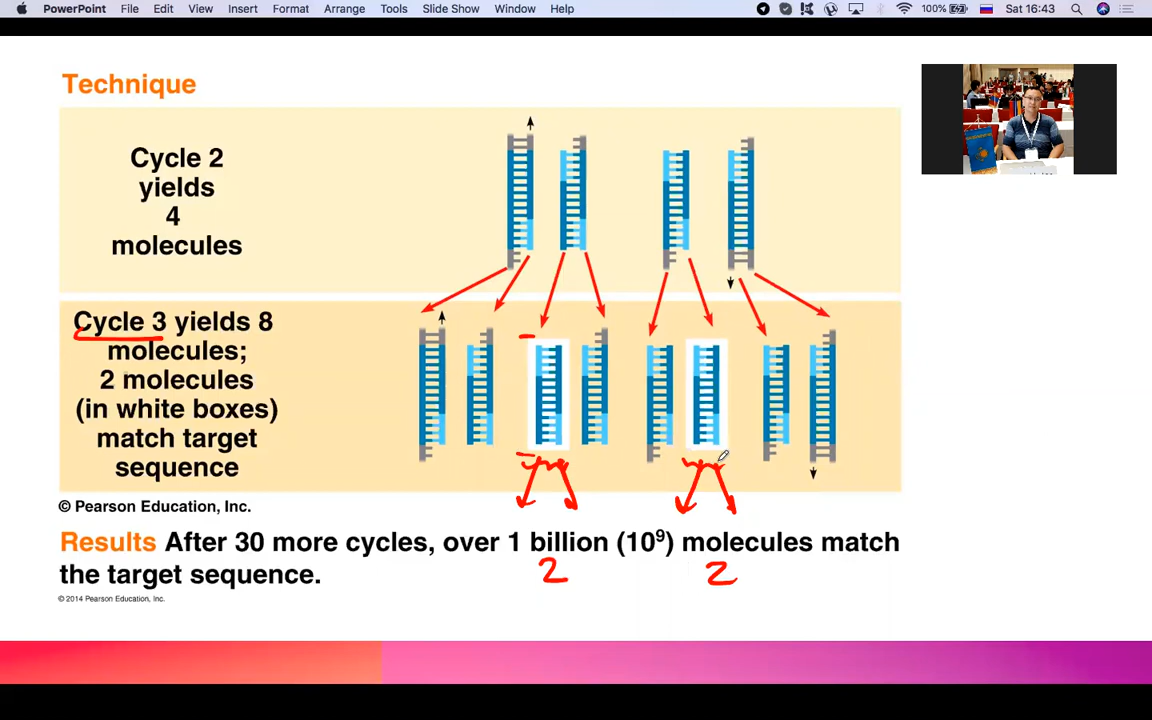 PowerPoint File Edit View Insert Format Arrange Tools Slide Show Window Help 100% Sat 16:43
Technique
Cycle 2
yields
4
molecules
Cycle 3 yields 8
molecules;
2 molecules
(in white boxes)
match target
sequence
© Pearson Education, Inc.
Results After 30 more cycles, over 1 billion (10⁹) molecules match
the target sequence.
2 2
© 2014 Pearson Education, Inc.